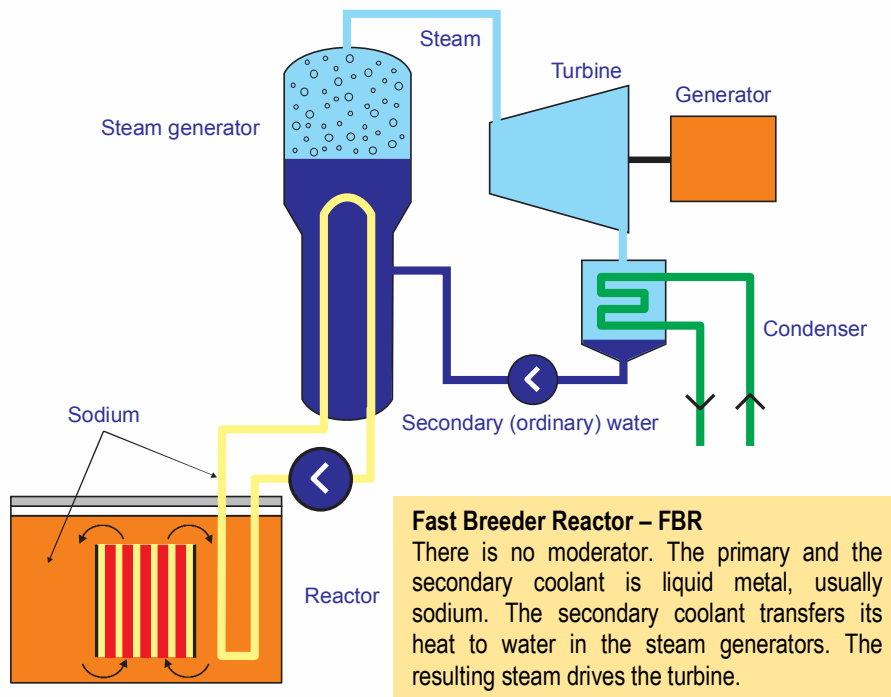 Steam
Turbine
Generator
Steam generator
Condenser
Secondary (ordinary) water
Sodium
Reactor
Fast Breeder Reactor – FBR
There is no moderator. The primary and the
secondary coolant is liquid metal, usually
sodium. The secondary coolant transfers its
heat to water in the steam generators. The
resulting steam drives the turbine.